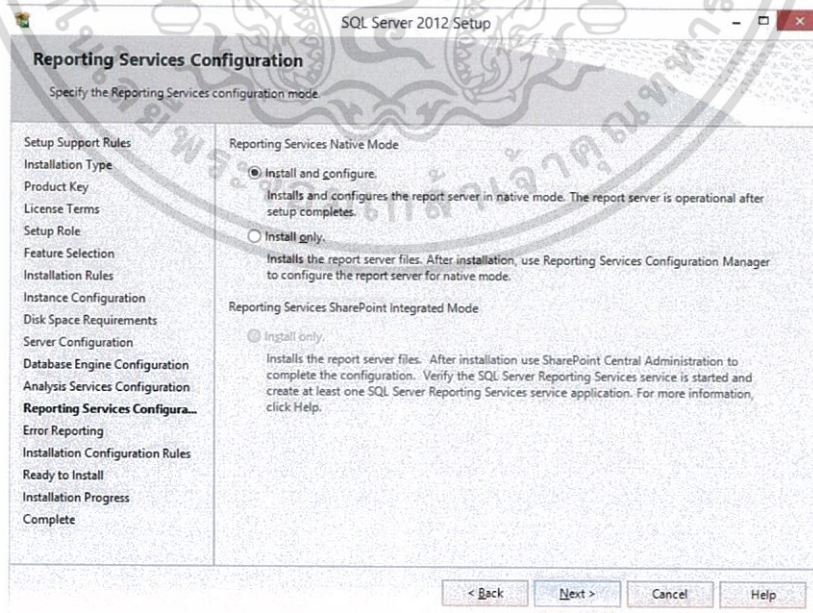 SQL Server 2012 Setup
Reporting Services Configuration
Specify the Reporting Services configuration mode.
Setup Support Rules
Installation Type
Product Key
License Terms
Setup Role
Feature Selection
Installation Rules
Instance Configuration
Disk Space Requirements
Server Configuration
Database Engine Configuration
Analysis Services Configuration
Reporting Services Configura...
Error Reporting
Installation Configuration Rules
Ready to Install
Installation Progress
Complete
Reporting Services Native Mode
Install and configure.
Installs and configures the report server in native mode. The report server is operational after
setup completes.
Install only.
Installs the report server files. After installation, use Reporting Services Configuration Manager
to configure the report server for native mode.
Reporting Services SharePoint Integrated Mode
Install only.
Installs the report server files. After installation use SharePoint Central Administration to
complete the configuration. Verify the SQL Server Reporting Services service is started and
create at least one SQL Server Reporting Services service application. For more information,
click Help.
< Back
Next >
Cancel
Help